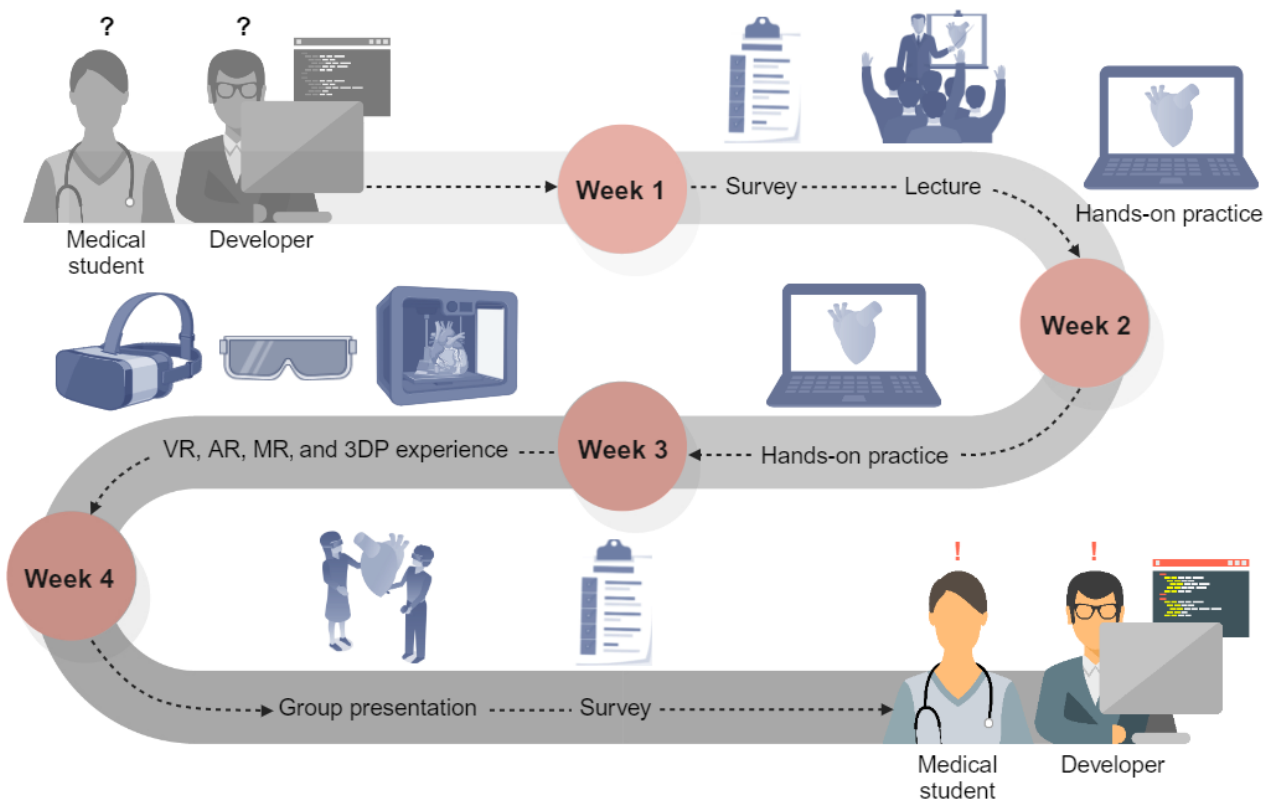 ? ?
Medical
student
Developer
Week 1
Survey
Lecture
Hands-on practice
Week 2
Hands-on practice
Week 3
VR, AR, MR, and 3DP experience
Week 4
Group presentation
Survey
! !
Medical
student
Developer